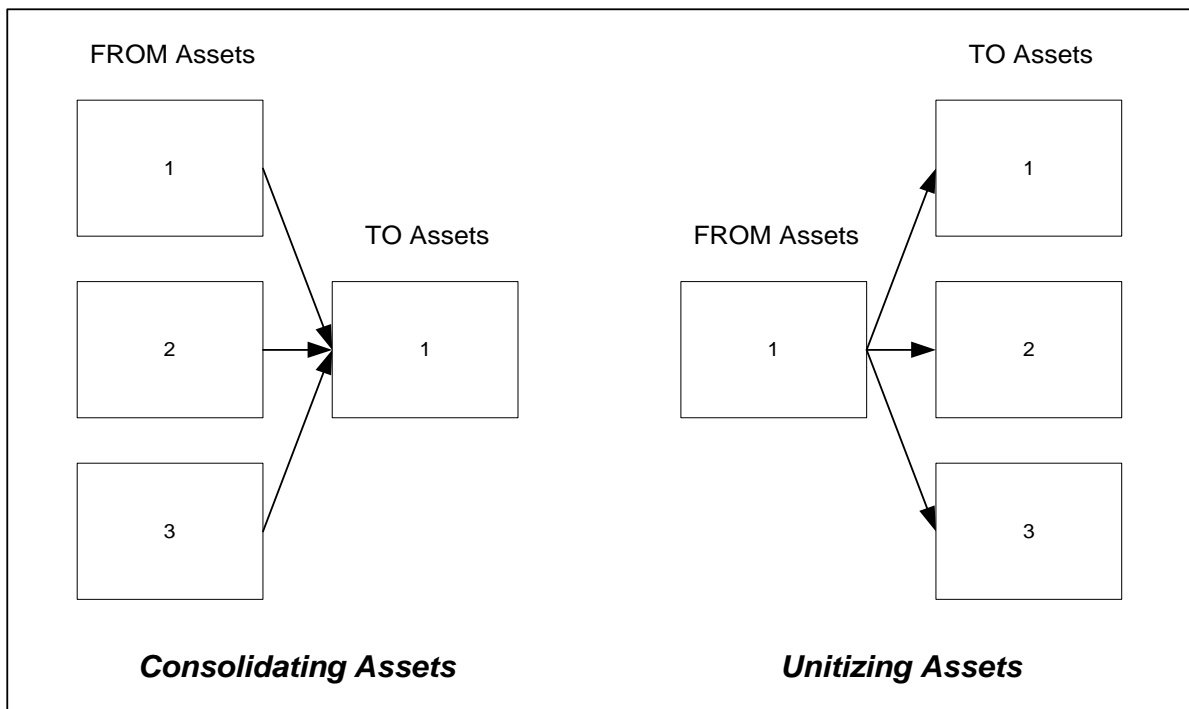 FROM Assets
1
2
3
TO Assets
1
Consolidating Assets
FROM Assets
1
TO Assets
1
2
3
Unitizing Assets